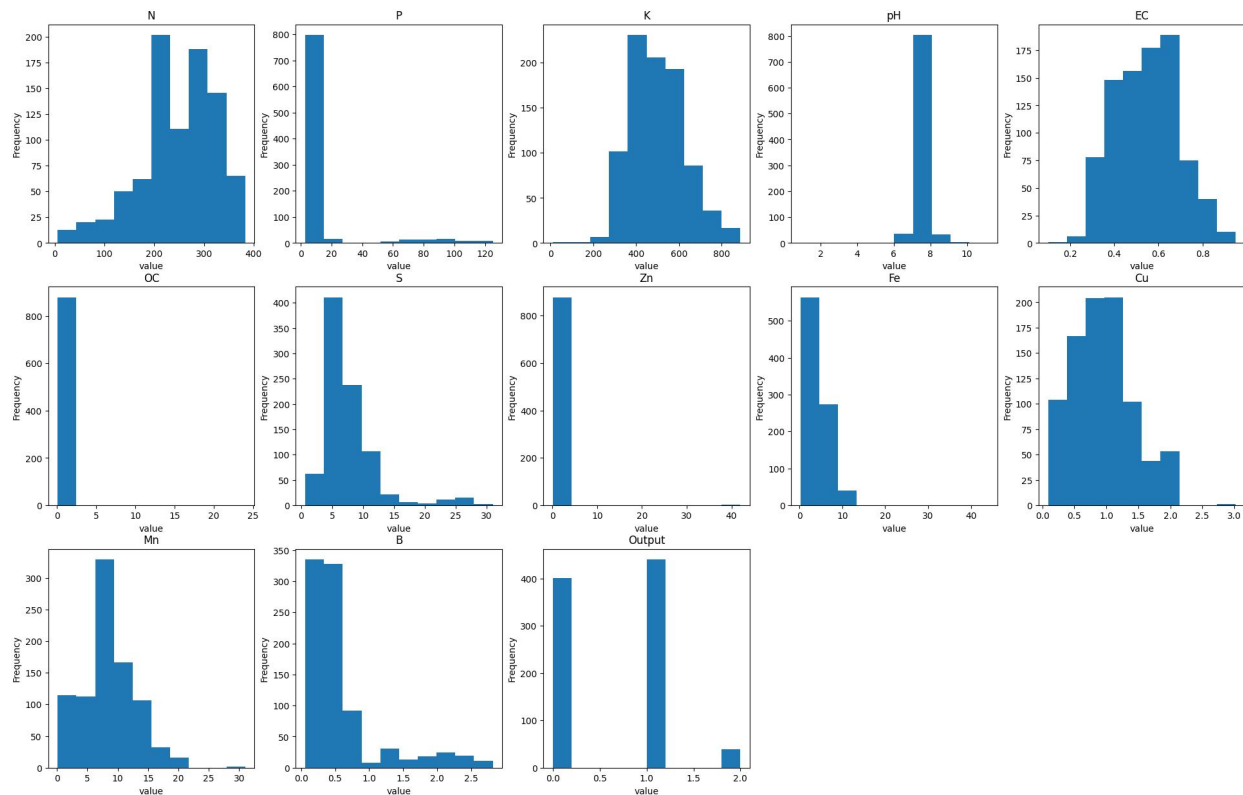 N
P
K
pH
EC
200
175
150
125
100
75
50
25
0
Frequency
0 100 200 300 400
value
800
700
600
500
400
300
200
100
0
Frequency
0 20 40 60 80 100 120
value
200
150
100
50
0
Frequency
0 200 400 600 800
value
800
700
600
500
400
300
200
100
0
Frequency
2 4 6 8 10
value
175
150
125
100
75
50
25
0
Frequency
0.2 0.4 0.6 0.8
value
OC
S
Zn
Fe
Cu
800
600
400
200
0
Frequency
0 5 10 15 20 25
value
400
350
300
250
200
150
100
50
0
Frequency
0 5 10 15 20 25 30
value
800
600
400
200
0
Frequency
0 10 20 30 40
value
500
400
300
200
100
0
Frequency
0 10 20 30 40
value
200
175
150
125
100
75
50
25
0
Frequency
0.0 0.5 1.0 1.5 2.0 2.5 3.0
value
Mn
B
Output
300
250
200
150
100
50
0
Frequency
0 5 10 15 20 25 30
value
350
300
250
200
150
100
50
0
Frequency
0.0 0.5 1.0 1.5 2.0 2.5
value
400
300
200
100
0
Frequency
0.0 0.5 1.0 1.5 2.0
value